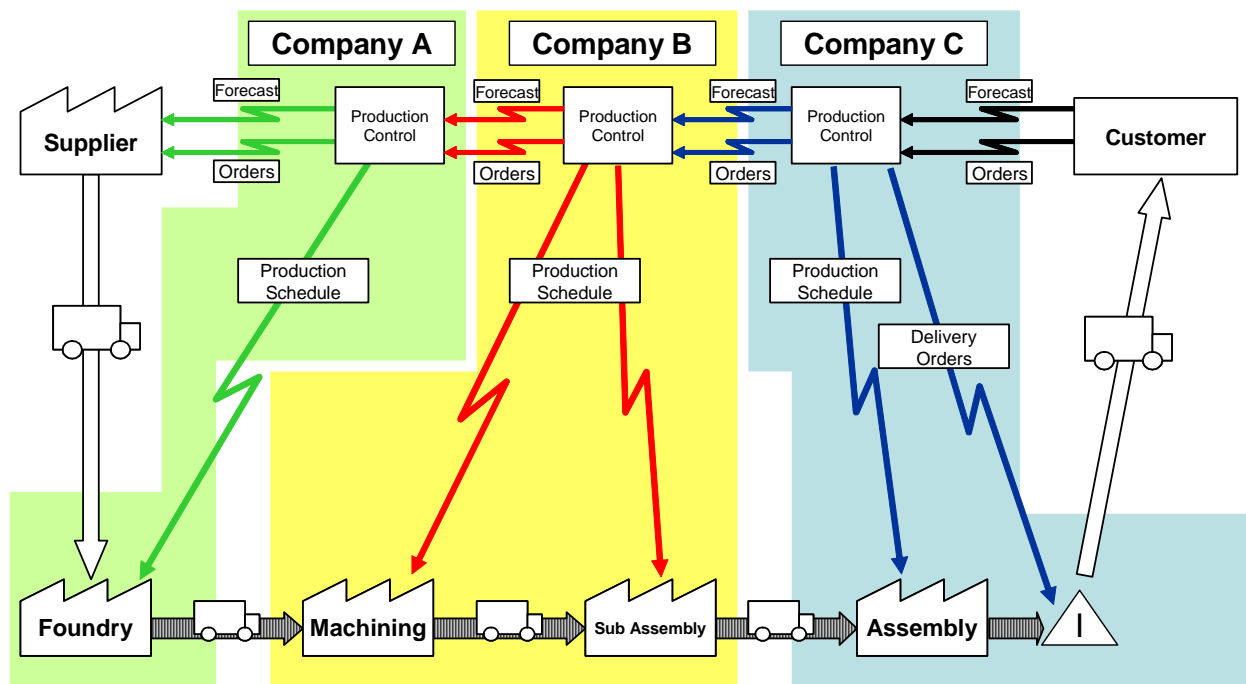 Company A
Company B
Company C
Forecast
Forecast
Forecast
Forecast
Supplier
Production
Control
Production
Control
Production
Control
Customer
Orders
Orders
Orders
Orders
Production
Schedule
Production
Schedule
Production
Schedule
Delivery
Orders
Foundry
Machining
Sub Assembly
Assembly
I